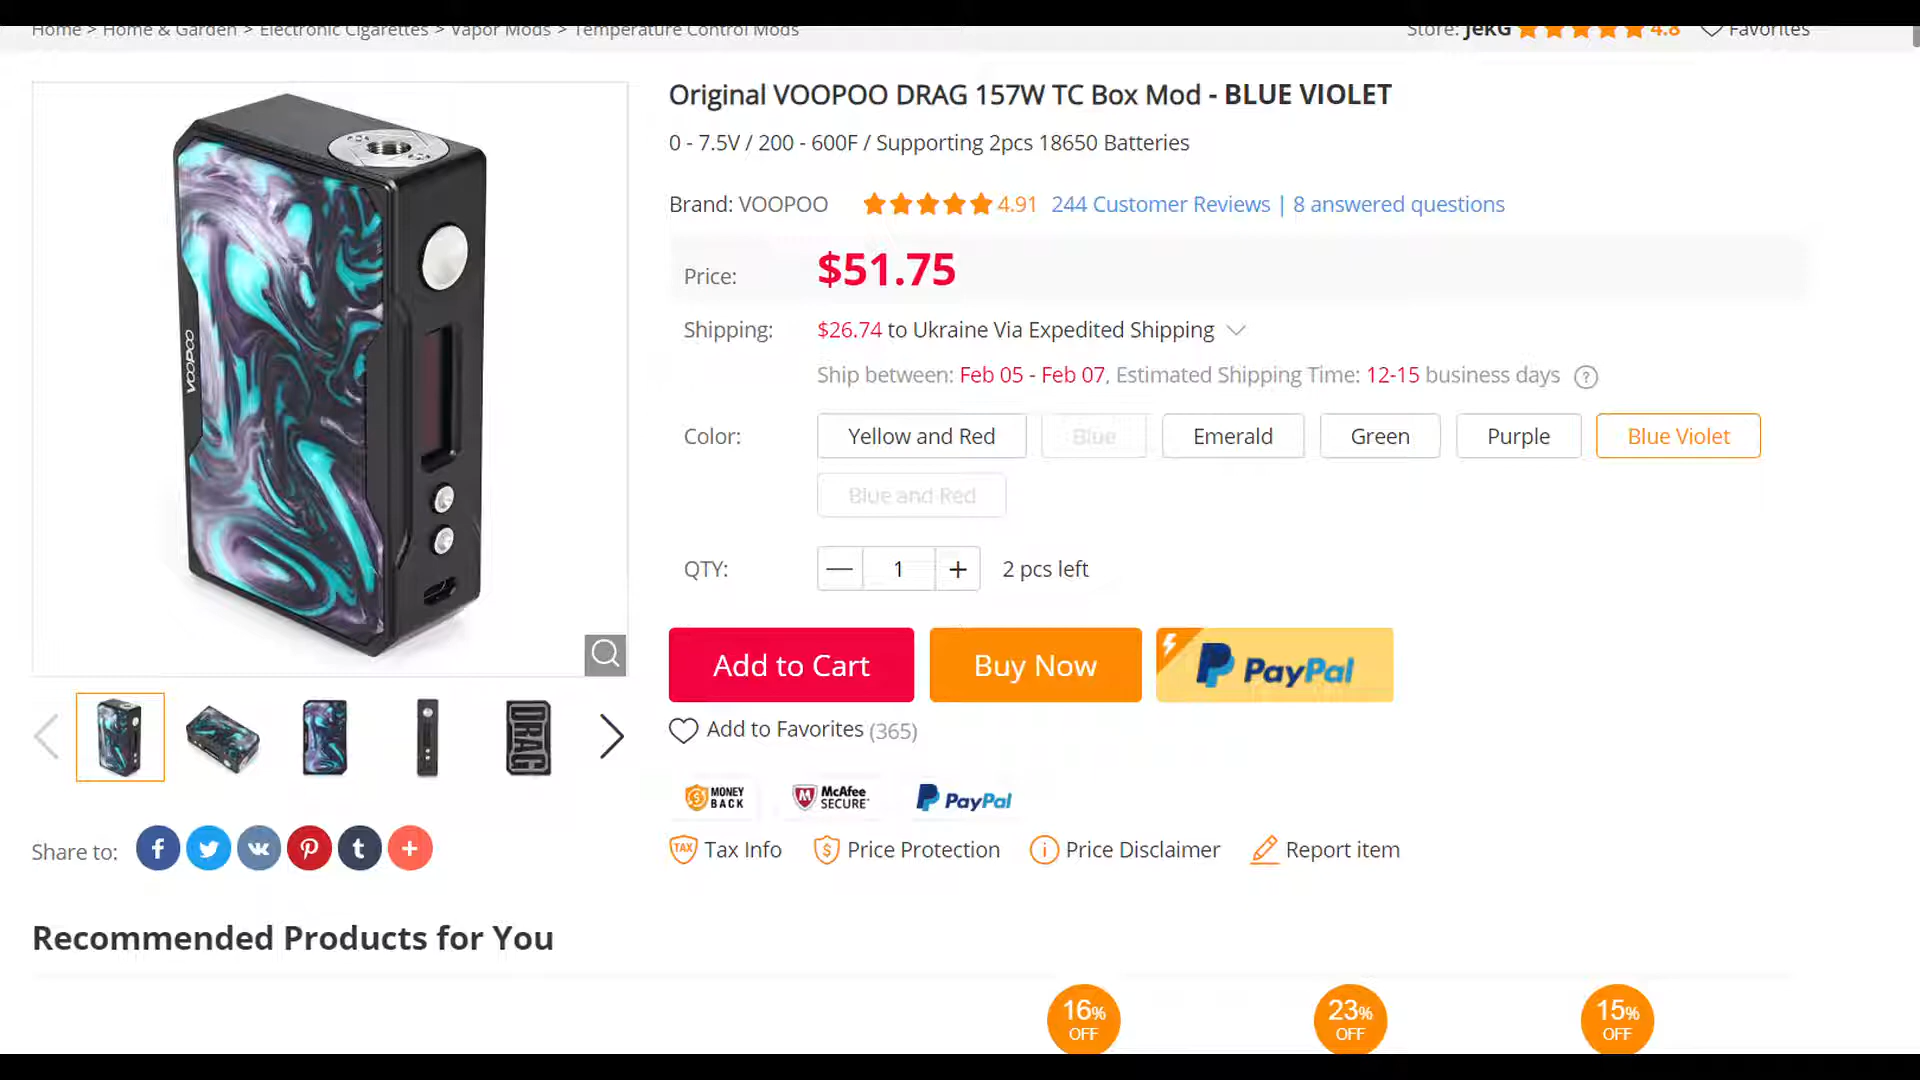 Home > Home & Garden > Electronic Cigarettes > Vapor Mods > Temperature Control Mods
Store: JekG 4.8 Favorites
Original VOOPOO DRAG 157W TC Box Mod - BLUE VIOLET
0 - 7.5V / 200 - 600F / Supporting 2pcs 18650 Batteries
Brand: VOOPOO 4.91 244 Customer Reviews | 8 answered questions
Price: $51.75
Shipping: $26.74 to Ukraine Via Expedited Shipping
Ship between: Feb 05 - Feb 07, Estimated Shipping Time: 12-15 business days ?
Color: Yellow and Red Blue Emerald Green Purple Blue Violet
Blue and Red
QTY: — 1 + 2 pcs left
VOOPOO
Add to Cart Buy Now PayPal
Add to Favorites (365)
DRAG
MONEY BACK McAfee SECURE PayPal
TAX Tax Info $ Price Protection i Price Disclaimer Report item
Share to:
Recommended Products for You
16% OFF 23% OFF 15% OFF